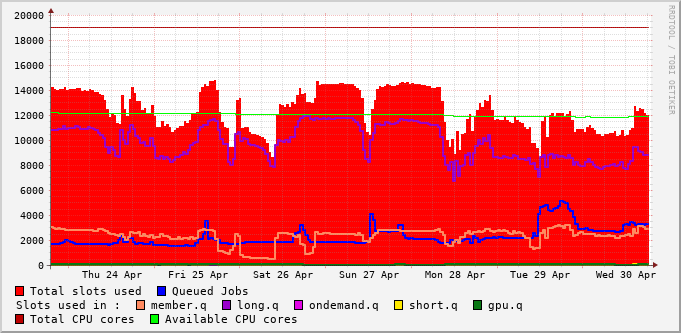 20000
18000
16000
14000
12000
10000
8000
6000
4000
2000
0
Thu 24 Apr Fri 25 Apr Sat 26 Apr Sun 27 Apr Mon 28 Apr Tue 29 Apr Wed 30 Apr
RRDTOOL / TOBI OETIKER
Total slots used Queued Jobs
Slots used in : member.q long.q ondemand.q short.q gpu.q
Total CPU cores Available CPU cores